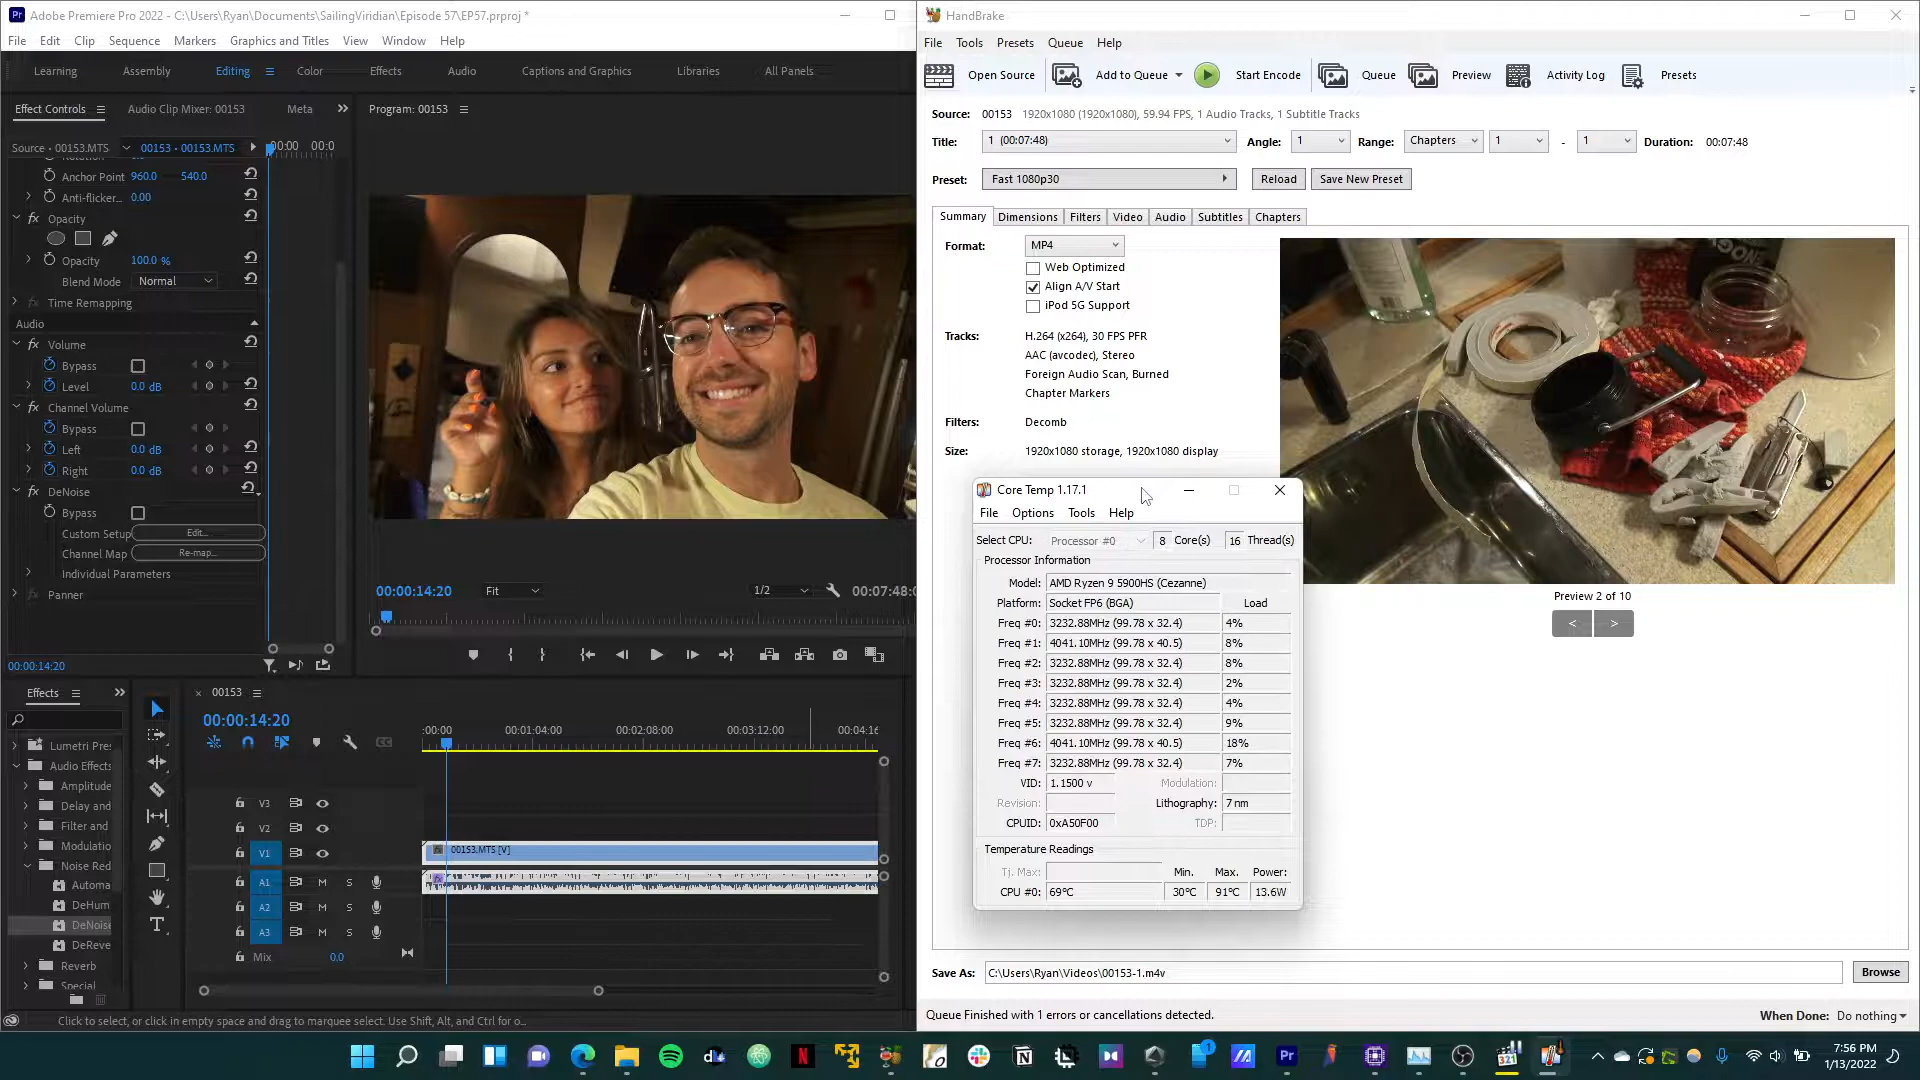 Adobe Premiere Pro 2022 - C:\Users\Ryan\Documents\SailingViridian\Episode 57\EP57.prproj *
File Edit Clip Sequence Markers Graphics and Titles View Window Help
Learning Assembly Editing Color Effects Audio Captions and Graphics Libraries All Panels
Effect Controls Audio Clip Mixer: 00153 Meta
Program: 00153
Source • 00153.MTS 00153 • 00153.MTS
Anchor Point 960.0 540.0
Anti-flicker... 0.00
fx Opacity
Opacity 100.0 %
Blend Mode Normal
fx Time Remapping
Audio
fx Volume
Bypass
Level 0.0 dB
fx Channel Volume
Bypass
Left 0.0 dB
Right 0.0 dB
fx DeNoise
Bypass
Custom Setup Edit...
Channel Map Re-map...
Individual Parameters
fx Panner
00:00:14:20
00:00:14:20 Fit 1/2
Effects
Lumetri Pre
Audio Effects
Amplitude
Delay and
Filter and
Modulatio
Noise Red
Automa
DeHum
DeNoise
DeReve
Reverb
Special
00153
00:00:14:20
:00:00 00:01:04:00 00:02:08:00 00:03:12:00 00:04:16
V3
V2
V1
00153.MTS [V]
A1 M S
A2 M S
A3 M S
Mix 0.0
Click to select, or click in empty space and drag to marquee select. Use Shift, Alt, and Ctrl for o...
HandBrake
File Tools Presets Queue Help
Open Source Add to Queue Start Encode Queue Preview Activity Log Presets
Source: 00153 1920x1080 (1920x1080), 59.94 FPS, 1 Audio Tracks, 1 Subtitle Tracks
Title: 1 (00:07:48) Angle: 1 Range: Chapters 1 - 1 Duration: 00:07:48
Preset: Fast 1080p30 Reload Save New Preset
Summary Dimensions Filters Video Audio Subtitles Chapters
Format: MP4
Web Optimized
Align A/V Start
iPod 5G Support
Tracks: H.264 (x264), 30 FPS PFR
AAC (avcodec), Stereo
Foreign Audio Scan, Burned
Chapter Markers
Filters: Decomb
Size: 1920x1080 storage, 1920x1080 display
Preview 2 of 10
< >
Core Temp 1.17.1
File Options Tools Help
Select CPU: Processor #0 8 Core(s) 16 Thread(s)
Processor Information
Model: AMD Ryzen 9 5900HS (Cezanne)
Platform: Socket FP6 (BGA) Load
Freq #0: 3232.88MHz (99.78 x 32.4) 4%
Freq #1: 4041.10MHz (99.78 x 40.5) 8%
Freq #2: 3232.88MHz (99.78 x 32.4) 8%
Freq #3: 3232.88MHz (99.78 x 32.4) 2%
Freq #4: 3232.88MHz (99.78 x 32.4) 4%
Freq #5: 3232.88MHz (99.78 x 32.4) 9%
Freq #6: 4041.10MHz (99.78 x 40.5) 18%
Freq #7: 3232.88MHz (99.78 x 32.4) 7%
VID: 1.1500 v Modulation:
Revision: Lithography: 7 nm
CPUID: 0xA50F00 TDP:
Temperature Readings
Tj. Max: Min. Max. Power:
CPU #0: 69°C 30°C 91°C 13.6W
Save As: C:\Users\Ryan\Videos\00153-1.m4v Browse
Queue Finished with 1 errors or cancellations detected. When Done: Do nothing
7:56 PM
1/13/2022